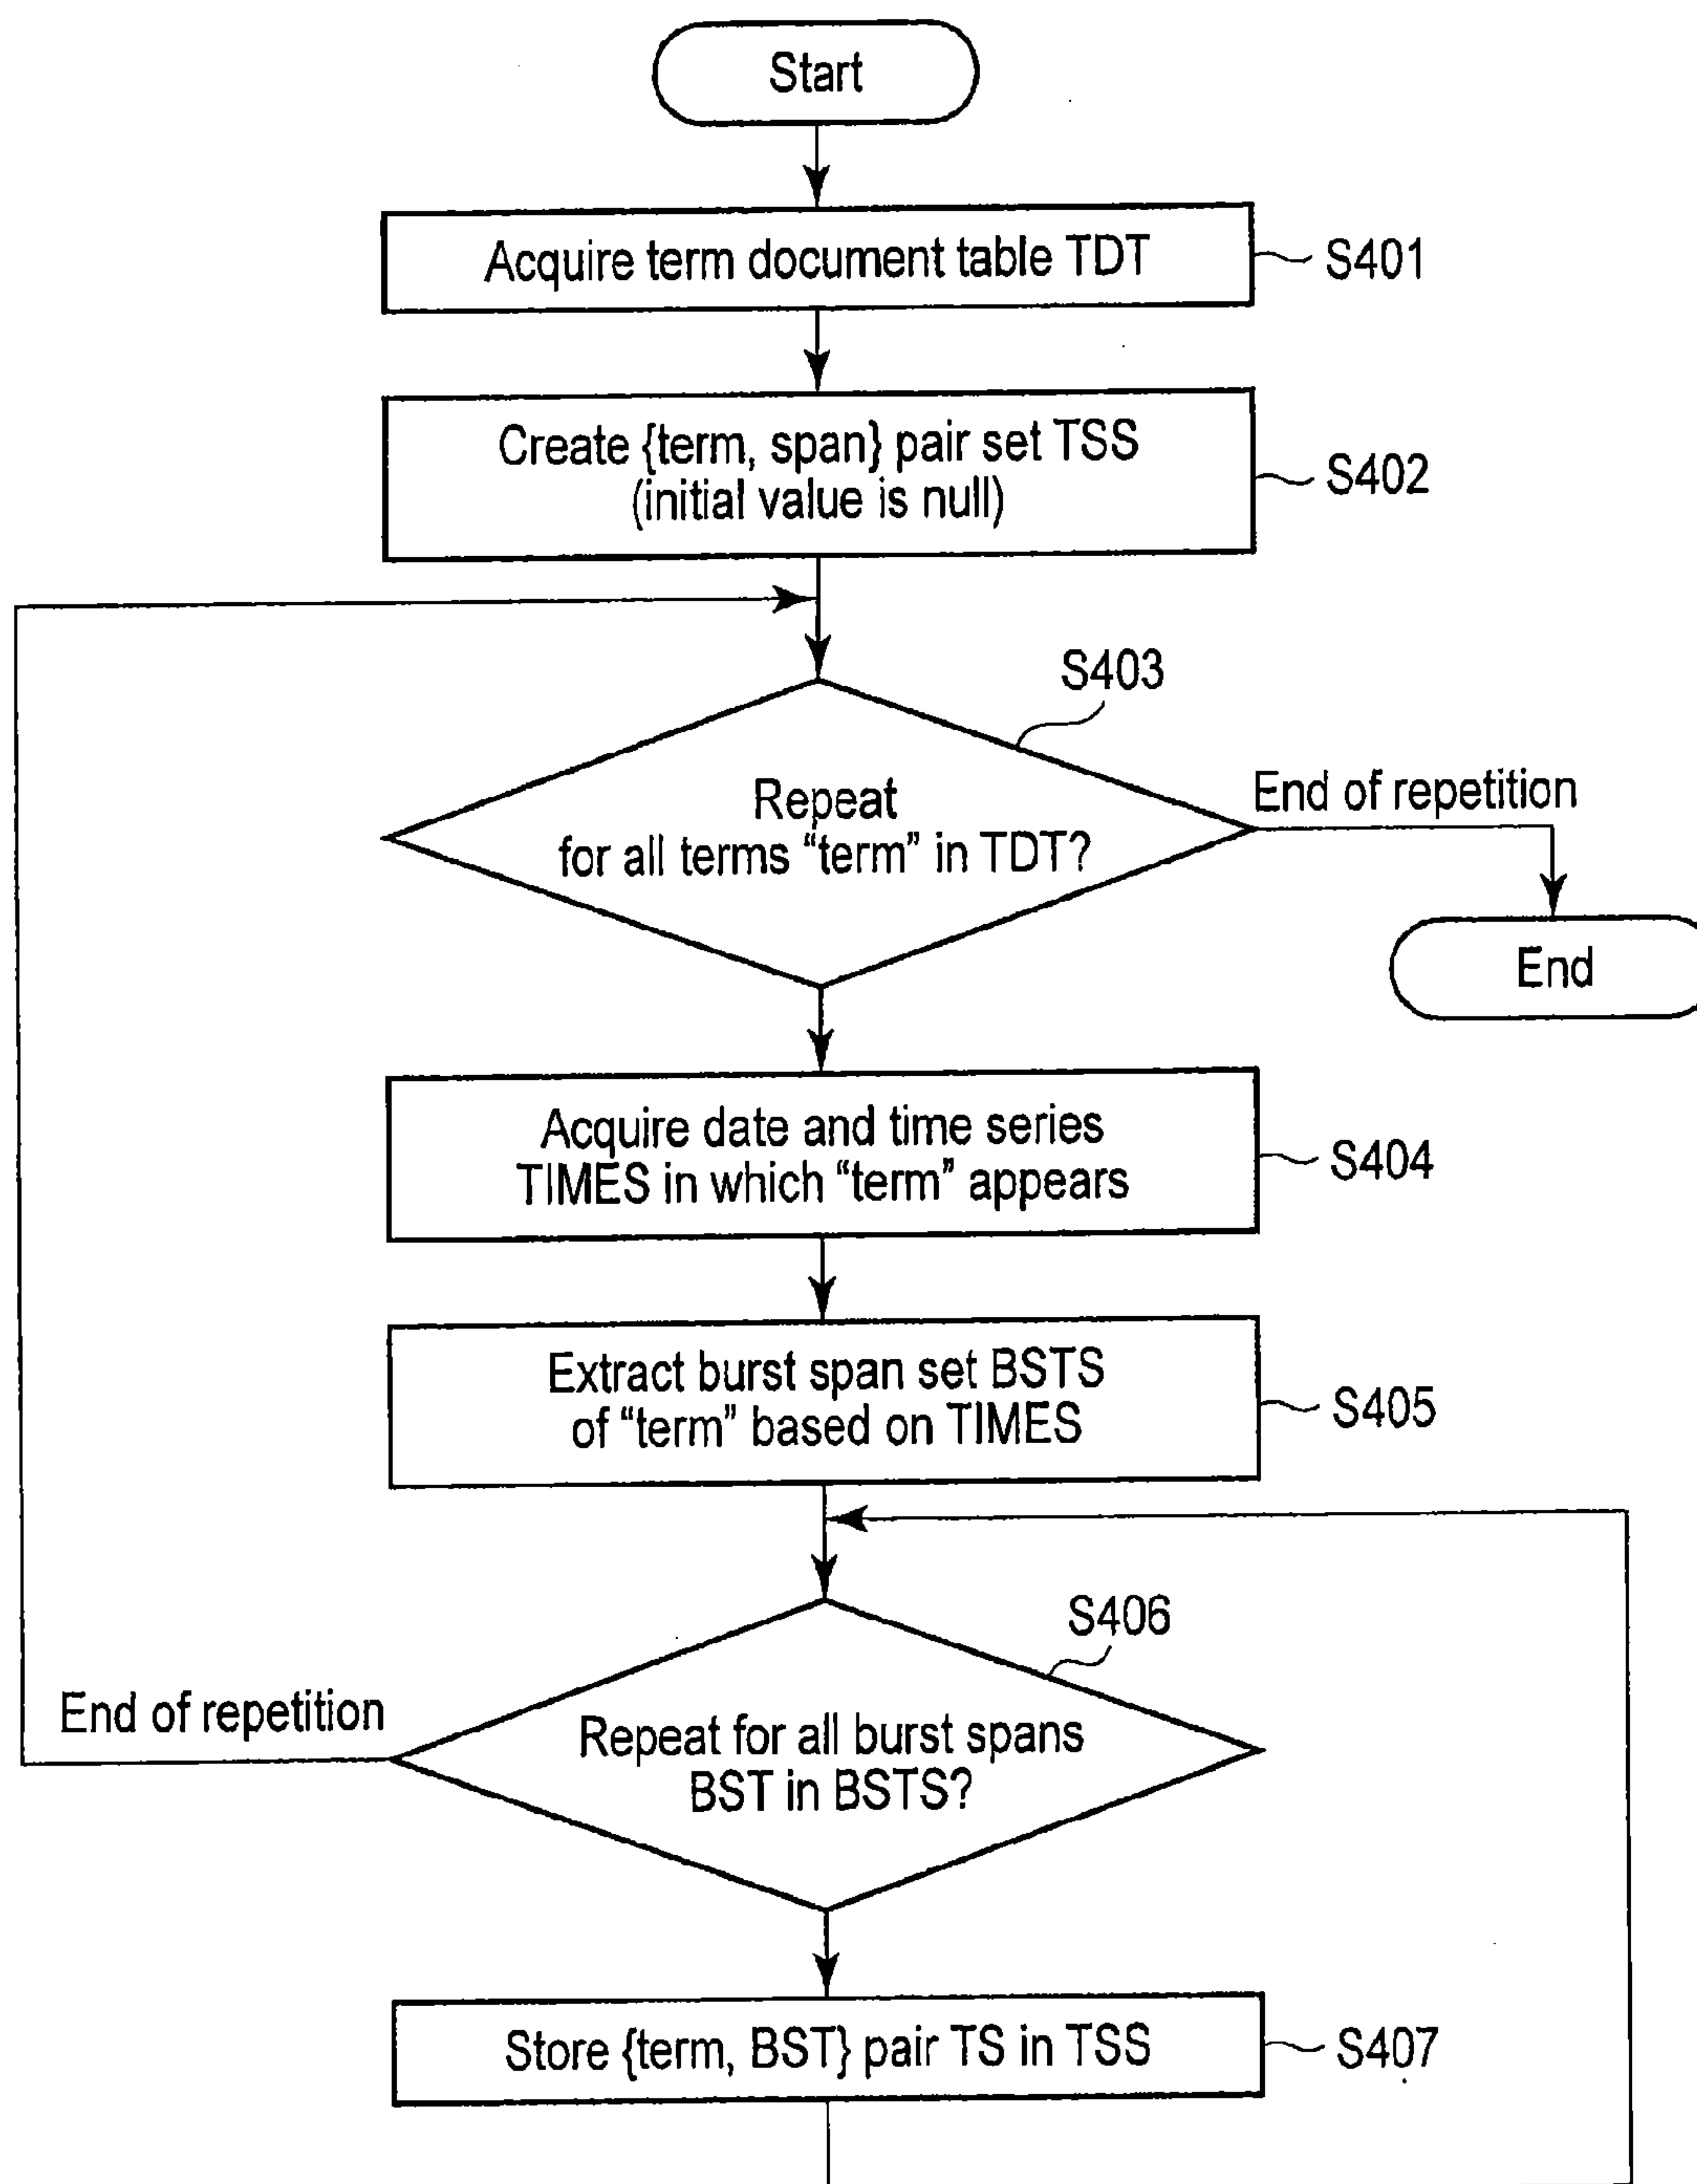 Start
Acquire term document table TDT
S401
Create {term, span} pair set TSS
(initial value is null)
S402
S403
Repeat
for all terms “term” in TDT?
End of repetition
End
Acquire date and time series
TIMES in which “term” appears
S404
Extract burst span set BSTS
of “term” based on TIMES
S405
S406
End of repetition
Repeat for all burst spans
BST in BSTS?
Store {term, BST} pair TS in TSS
S407